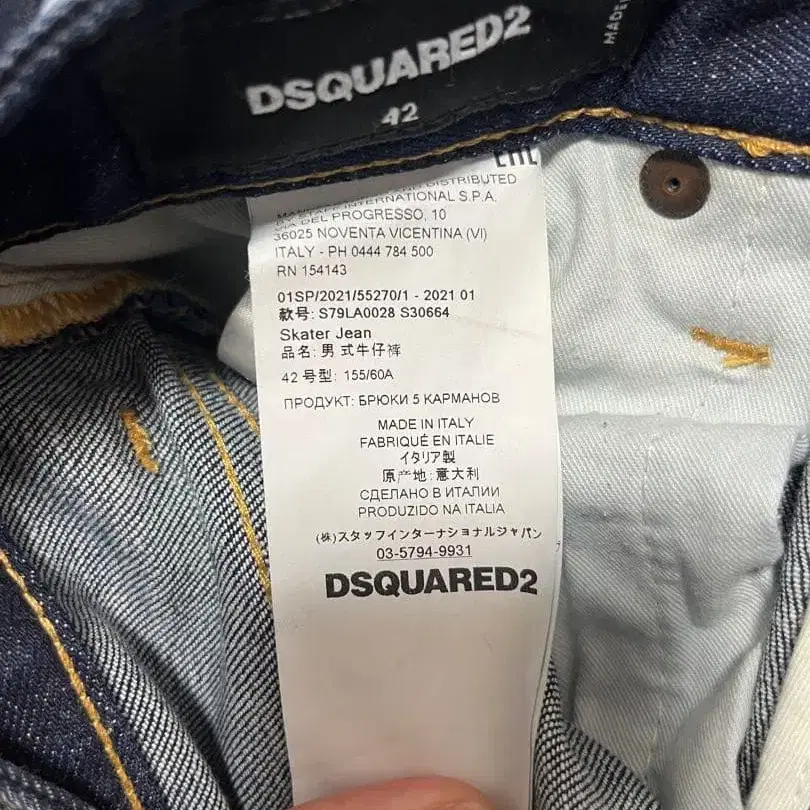 DSQUARED2
42
MADE
EAC
DISTRIBUTED
INTERNATIONAL S.P.A.
VIA DEL PROGRESSO, 10
36025 NOVENTA VICENTINA (VI)
ITALY - PH 0444 784 500
RN 154143
01SP/2021/55270/1 - 2021 01
款号: S79LA0028 S30664
Skater Jean
品名: 男 式牛仔裤
42 号型: 155/60A
ПРОДУКТ: БРЮКИ 5 КАРМАНОВ
MADE IN ITALY
FABRIQUÉ EN ITALIE
イタリア製
原产地: 意大利
СДЕЛАНО В ИТАЛИИ
PRODUZIDO NA ITALIA
(株)スタッフインターナショナルジャパン
03-5794-9931
DSQUARED2